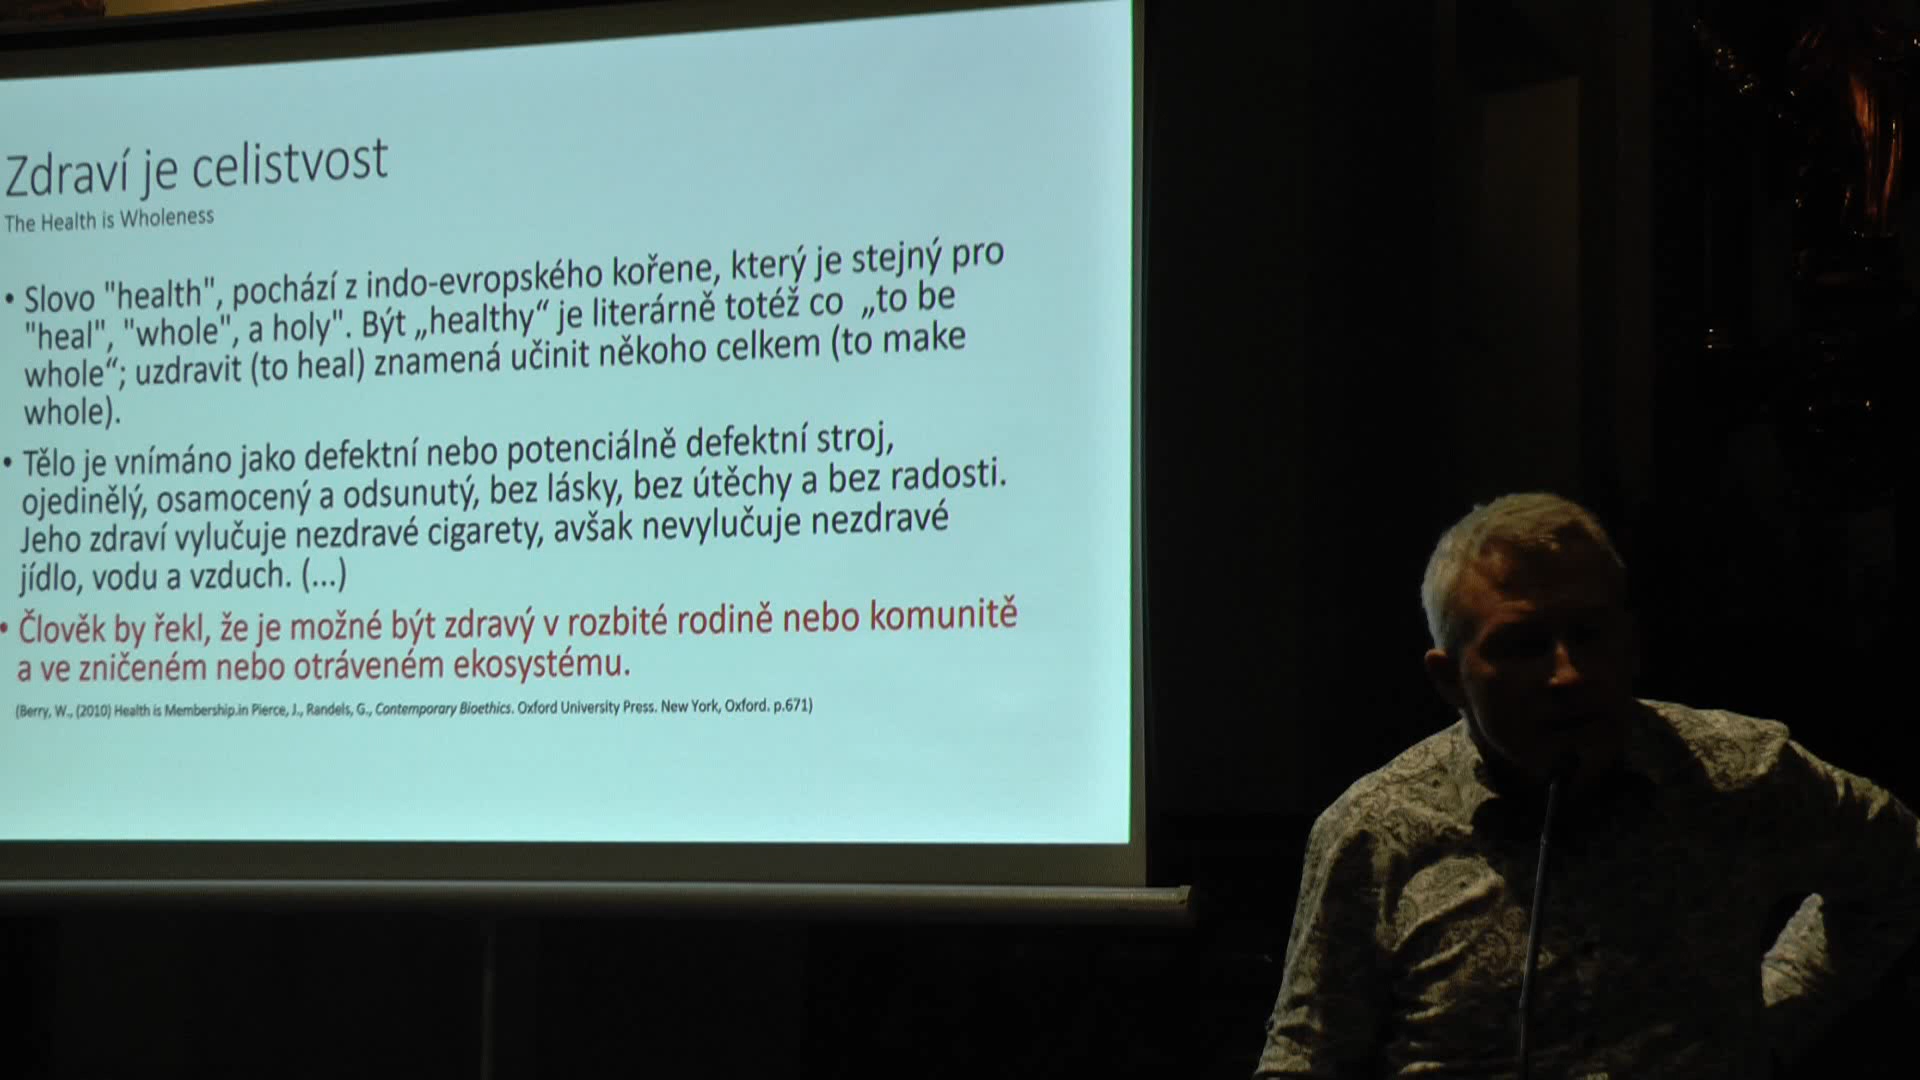 Zdraví je celistvost
The Health is Wholeness
• Slovo "health", pochází z indo-evropského kořene, který je stejný pro
"heal", "whole", a holy". Být „healthy“ je literárně totéž co „to be
whole“; uzdravit (to heal) znamená učinit někoho celkem (to make
whole).
• Tělo je vnímáno jako defektní nebo potenciálně defektní stroj,
ojedinělý, osamocený a odsunutý, bez lásky, bez útěchy a bez radosti.
Jeho zdraví vylučuje nezdravé cigarety, avšak nevylučuje nezdravé
jídlo, vodu a vzduch. (...)
• Člověk by řekl, že je možné být zdravý v rozbité rodině nebo komunitě
a ve zničeném nebo otráveném ekosystému.
(Berry, W., (2010) Health is Membership.in Pierce, J., Randels, G., Contemporary Bioethics. Oxford University Press. New York, Oxford. p.671)